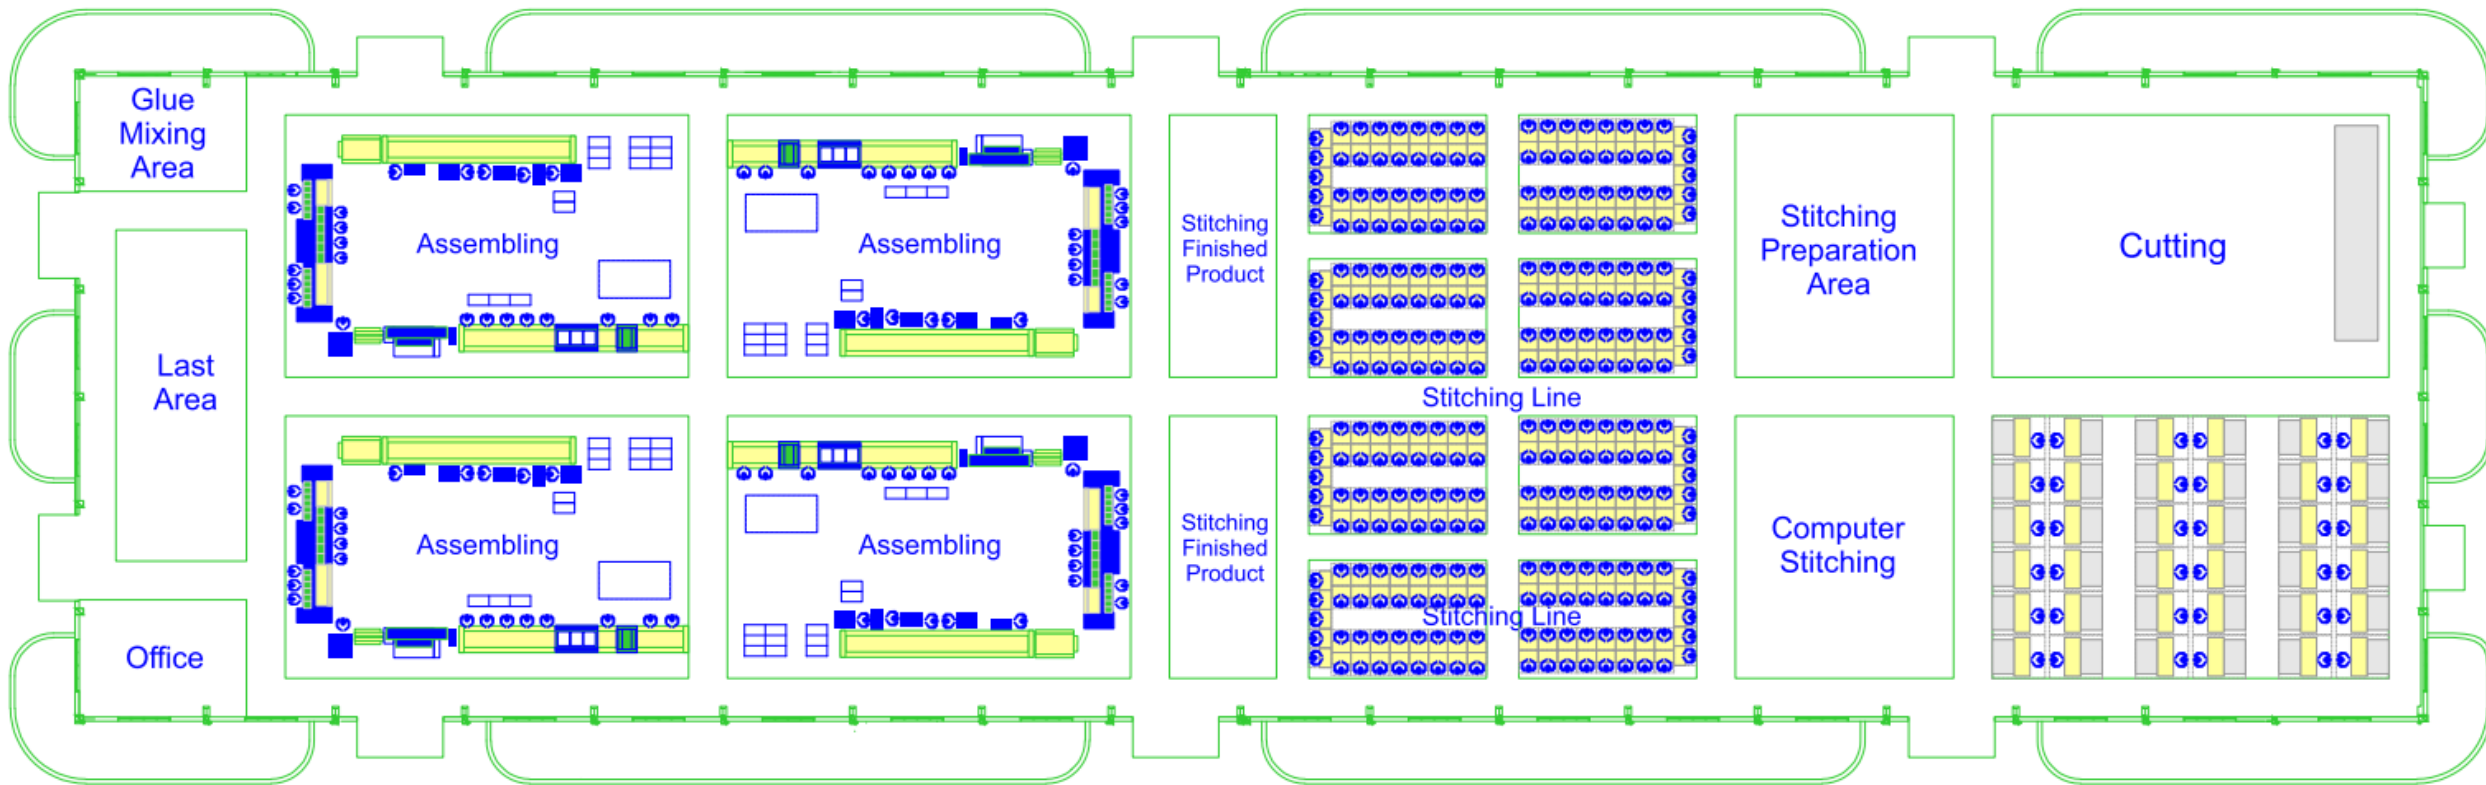 Glue
Mixing
Area
Last
Area
Office
Assembling
Assembling
Assembling
Assembling
Stitching
Finished
Product
Stitching
Finished
Product
Stitching Line
Stitching Line
Stitching
Preparation
Area
Computer
Stitching
Cutting